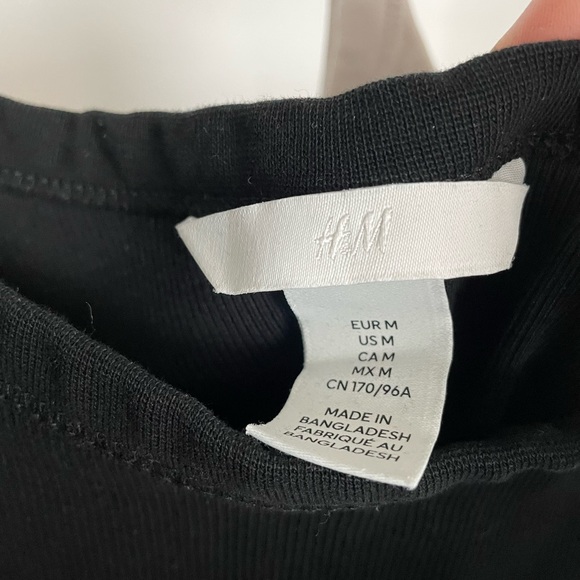 H&M
EUR M
US M
CA M
MX M
CN 170/96A
MADE IN
BANGLADESH
FABRIQUÉ AU
BANGLADESH